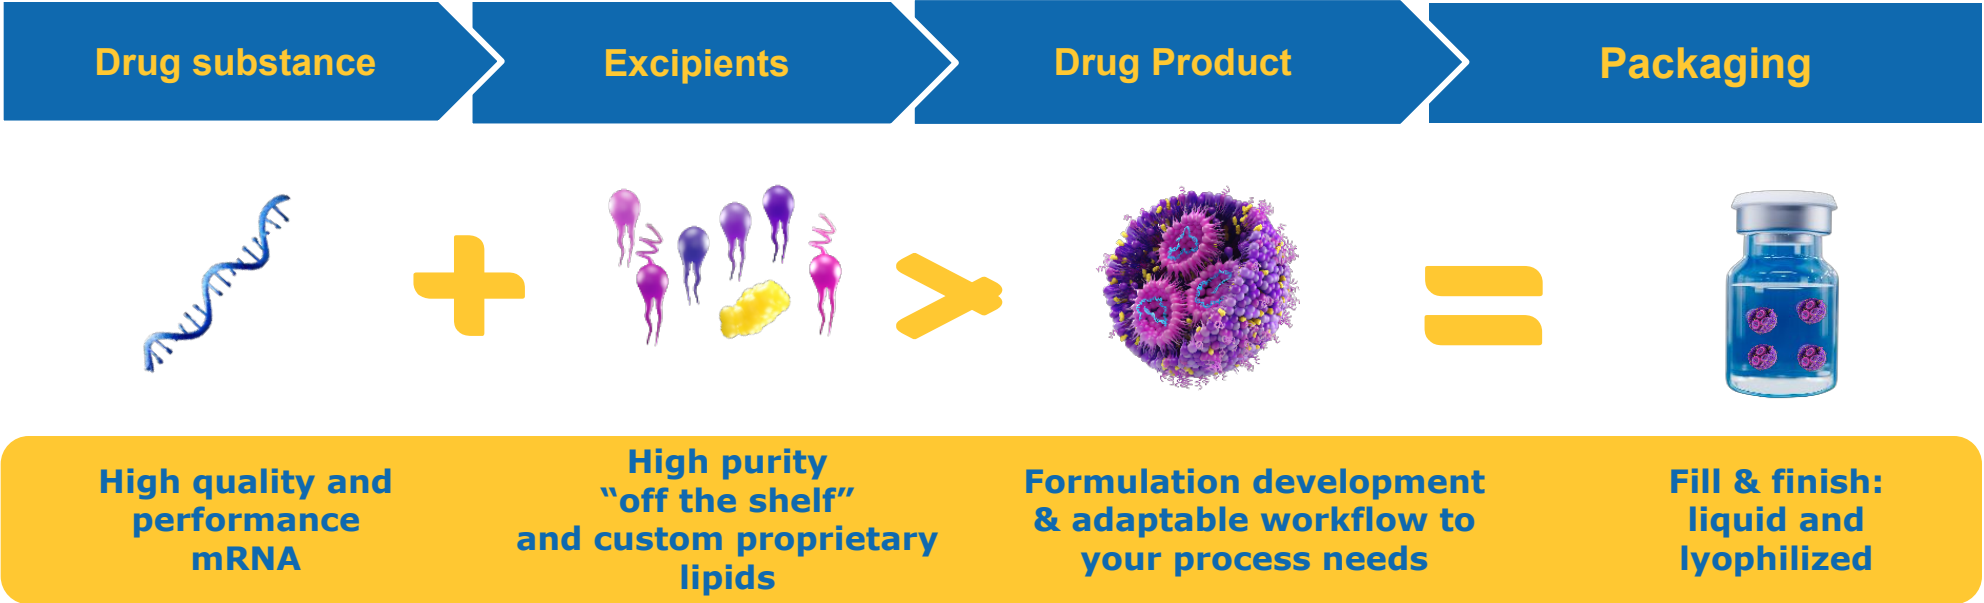 Drug substance
Excipients
Drug Product
Packaging
High quality and
performance
mRNA
High purity
“off the shelf”
and custom proprietary
lipids
Formulation development
& adaptable workflow to
your process needs
Fill & finish:
liquid and
lyophilized